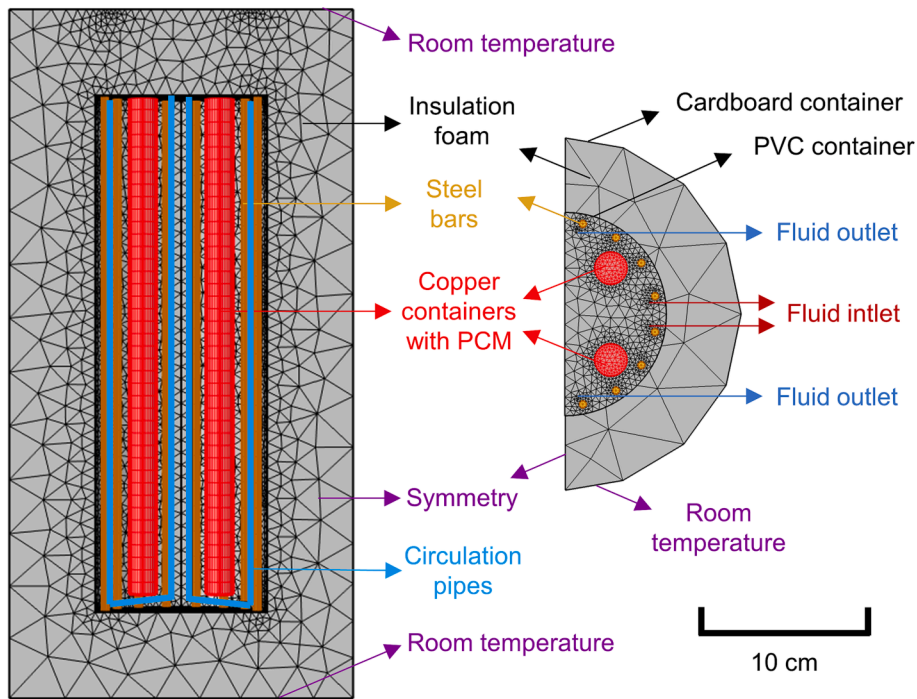 Room temperature
Insulation
foam
Steel
bars
Copper
containers
with PCM
Symmetry
Circulation
pipes
Room temperature
Cardboard container
PVC container
Fluid outlet
Fluid intlet
Fluid outlet
Room
temperature
10 cm